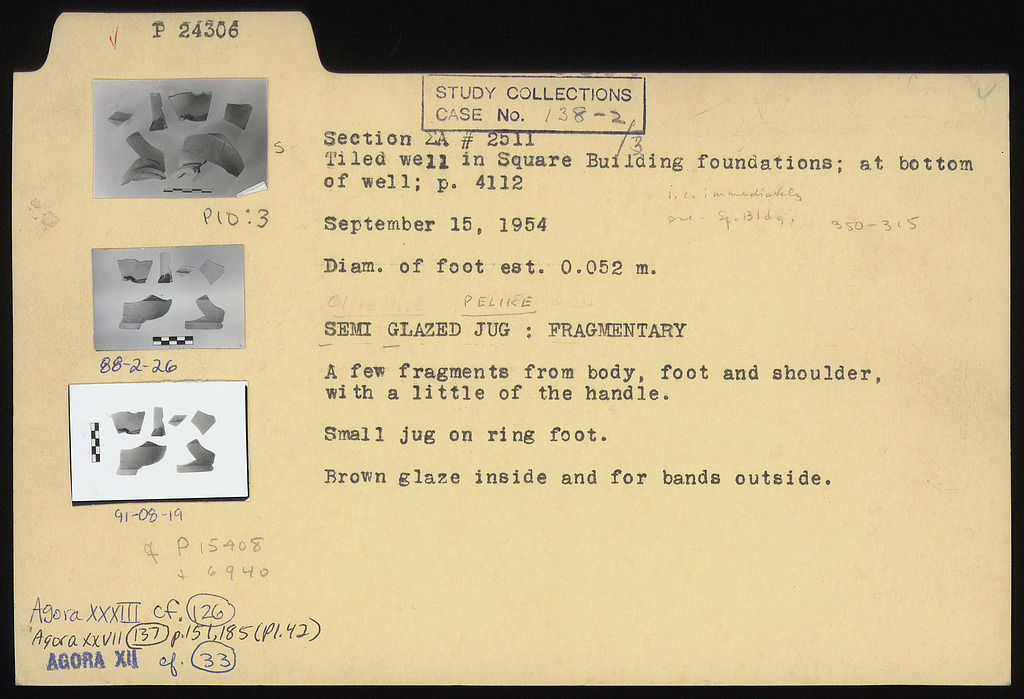 P 24306
STUDY COLLECTIONS
CASE No. 138-2/3
Section ΣΑ # 2511
Tiled well in Square Building foundations; at bottom
of well; p. 4112
i.e. immediately
pre- Sq. Bldg.
350-315
September 15, 1954
Diam. of foot est. 0.052 m.
PELIKE
SEMI GLAZED JUG : FRAGMENTARY
A few fragments from body, foot and shoulder,
with a little of the handle.
Small jug on ring foot.
Brown glaze inside and for bands outside.
S
P1D:3
88-2-26
91-08-19
cf P 15408
+ 6940
Agora XXXIII cf. 126
Agora XXVII 137 p.151, 185 (Pl. 42)
AGORA XII cf. 33